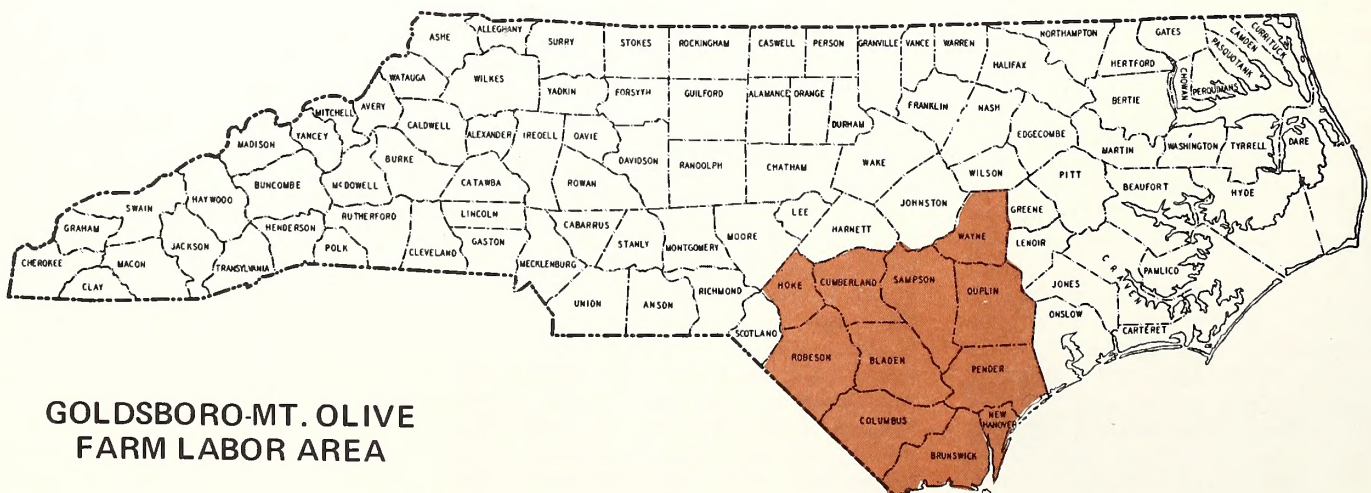 ASHE
ALLEGHANY
SURRY
STOKES
ROCKINGHAM
CASWELL
PERSON
GRANVILLE
VANCE
WARREN
NORTHAMPTON
GATES
CURRITUCK
CAMDEN
PASQUOTANK
PERQUIMANS
CHOWAN
HERTFORD
HALIFAX
WATAUGA
WILKES
YADKIN
FORSYTH
GUILFORD
ALAMANCE
ORANGE
DURHAM
FRANKLIN
NASH
BERTIE
MITCHELL
AVERY
CALDWELL
ALEXANDER
IREDELL
DAVIE
DAVIDSON
RANDOLPH
CHATHAM
WAKE
EDGECOMBE
MARTIN
WASHINGTON
TYRRELL
DARE
MADISON
YANCEY
BURKE
CATAWBA
ROWAN
WILSON
PITT
BEAUFORT
HYDE
SWAIN
HAYWOOD
BUNCOMBE
McDOWELL
RUTHERFORD
LINCOLN
CABARRUS
STANLY
MONTGOMERY
MOORE
LEE
HARNETT
JOHNSTON
WAYNE
GREENE
LENOIR
GRAHAM
JACKSON
HENDERSON
POLK
CLEVELAND
GASTON
MECKLENBURG
CHEROKEE
MACON
TRANSYLVANIA
CLAY
UNION
ANSON
RICHMOND
SCOTLAND
HOKE
CUMBERLAND
SAMPSON
DUPLIN
JONES
CRAVEN
PAMLICO
ONSLOW
CARTERET
ROBESON
BLADEN
PENDER
COLUMBUS
NEW
HANOVER
BRUNSWICK
GOLDSBORO-MT. OLIVE
FARM LABOR AREA